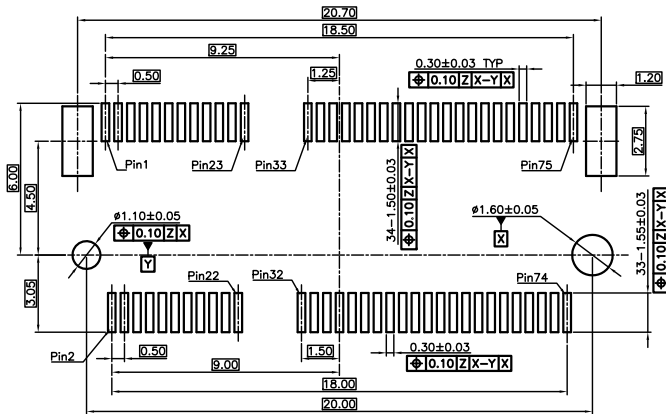 20.70
18.50
9.25
0.50
1.25
0.30±0.03 TYP
⌖ 0.10 Z X-Y X
1.20
Pin1
Pin23
Pin33
Pin75
2.75
6.00
4.50
34-1.50±0.03
⌖ 0.10 Z X-Y X
ø1.10±0.05
⌖ 0.10 Z X
Y
ø1.60±0.05
X
33-1.55±0.03
⌖ 0.10 Z X-Y X
Pin22
Pin32
Pin74
3.05
Pin2
0.50
1.50
0.30±0.03
⌖ 0.10 Z X-Y X
9.00
18.00
20.00